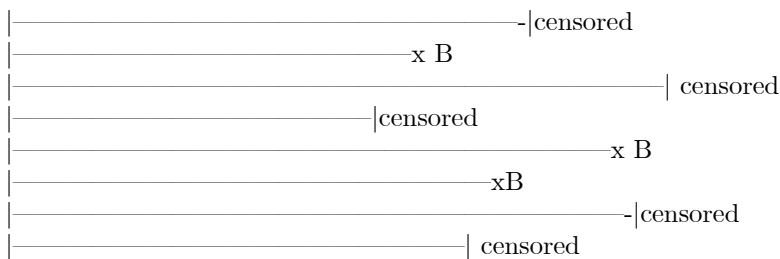 |—-|censored
|—x B
|—| censored
|—|censored
|—x B
|—xB
|—-|censored
|—| censored